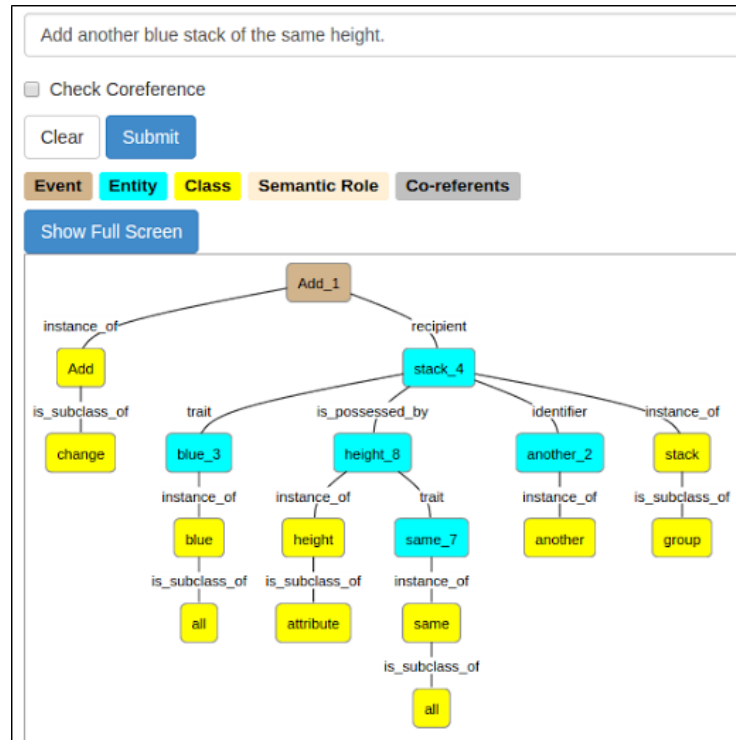 Add another blue stack of the same height.
Check Coreference
Clear Submit
Event Entity Class Semantic Role Co-referents
Show Full Screen
Add_1
instance_of recipient
Add stack_4
is_subclass_of trait is_possessed_by identifier instance_of
change blue_3 height_8 another_2 stack
instance_of instance_of trait instance_of is_subclass_of
blue height same_7 another group
is_subclass_of is_subclass_of instance_of
all attribute same
is_subclass_of
all